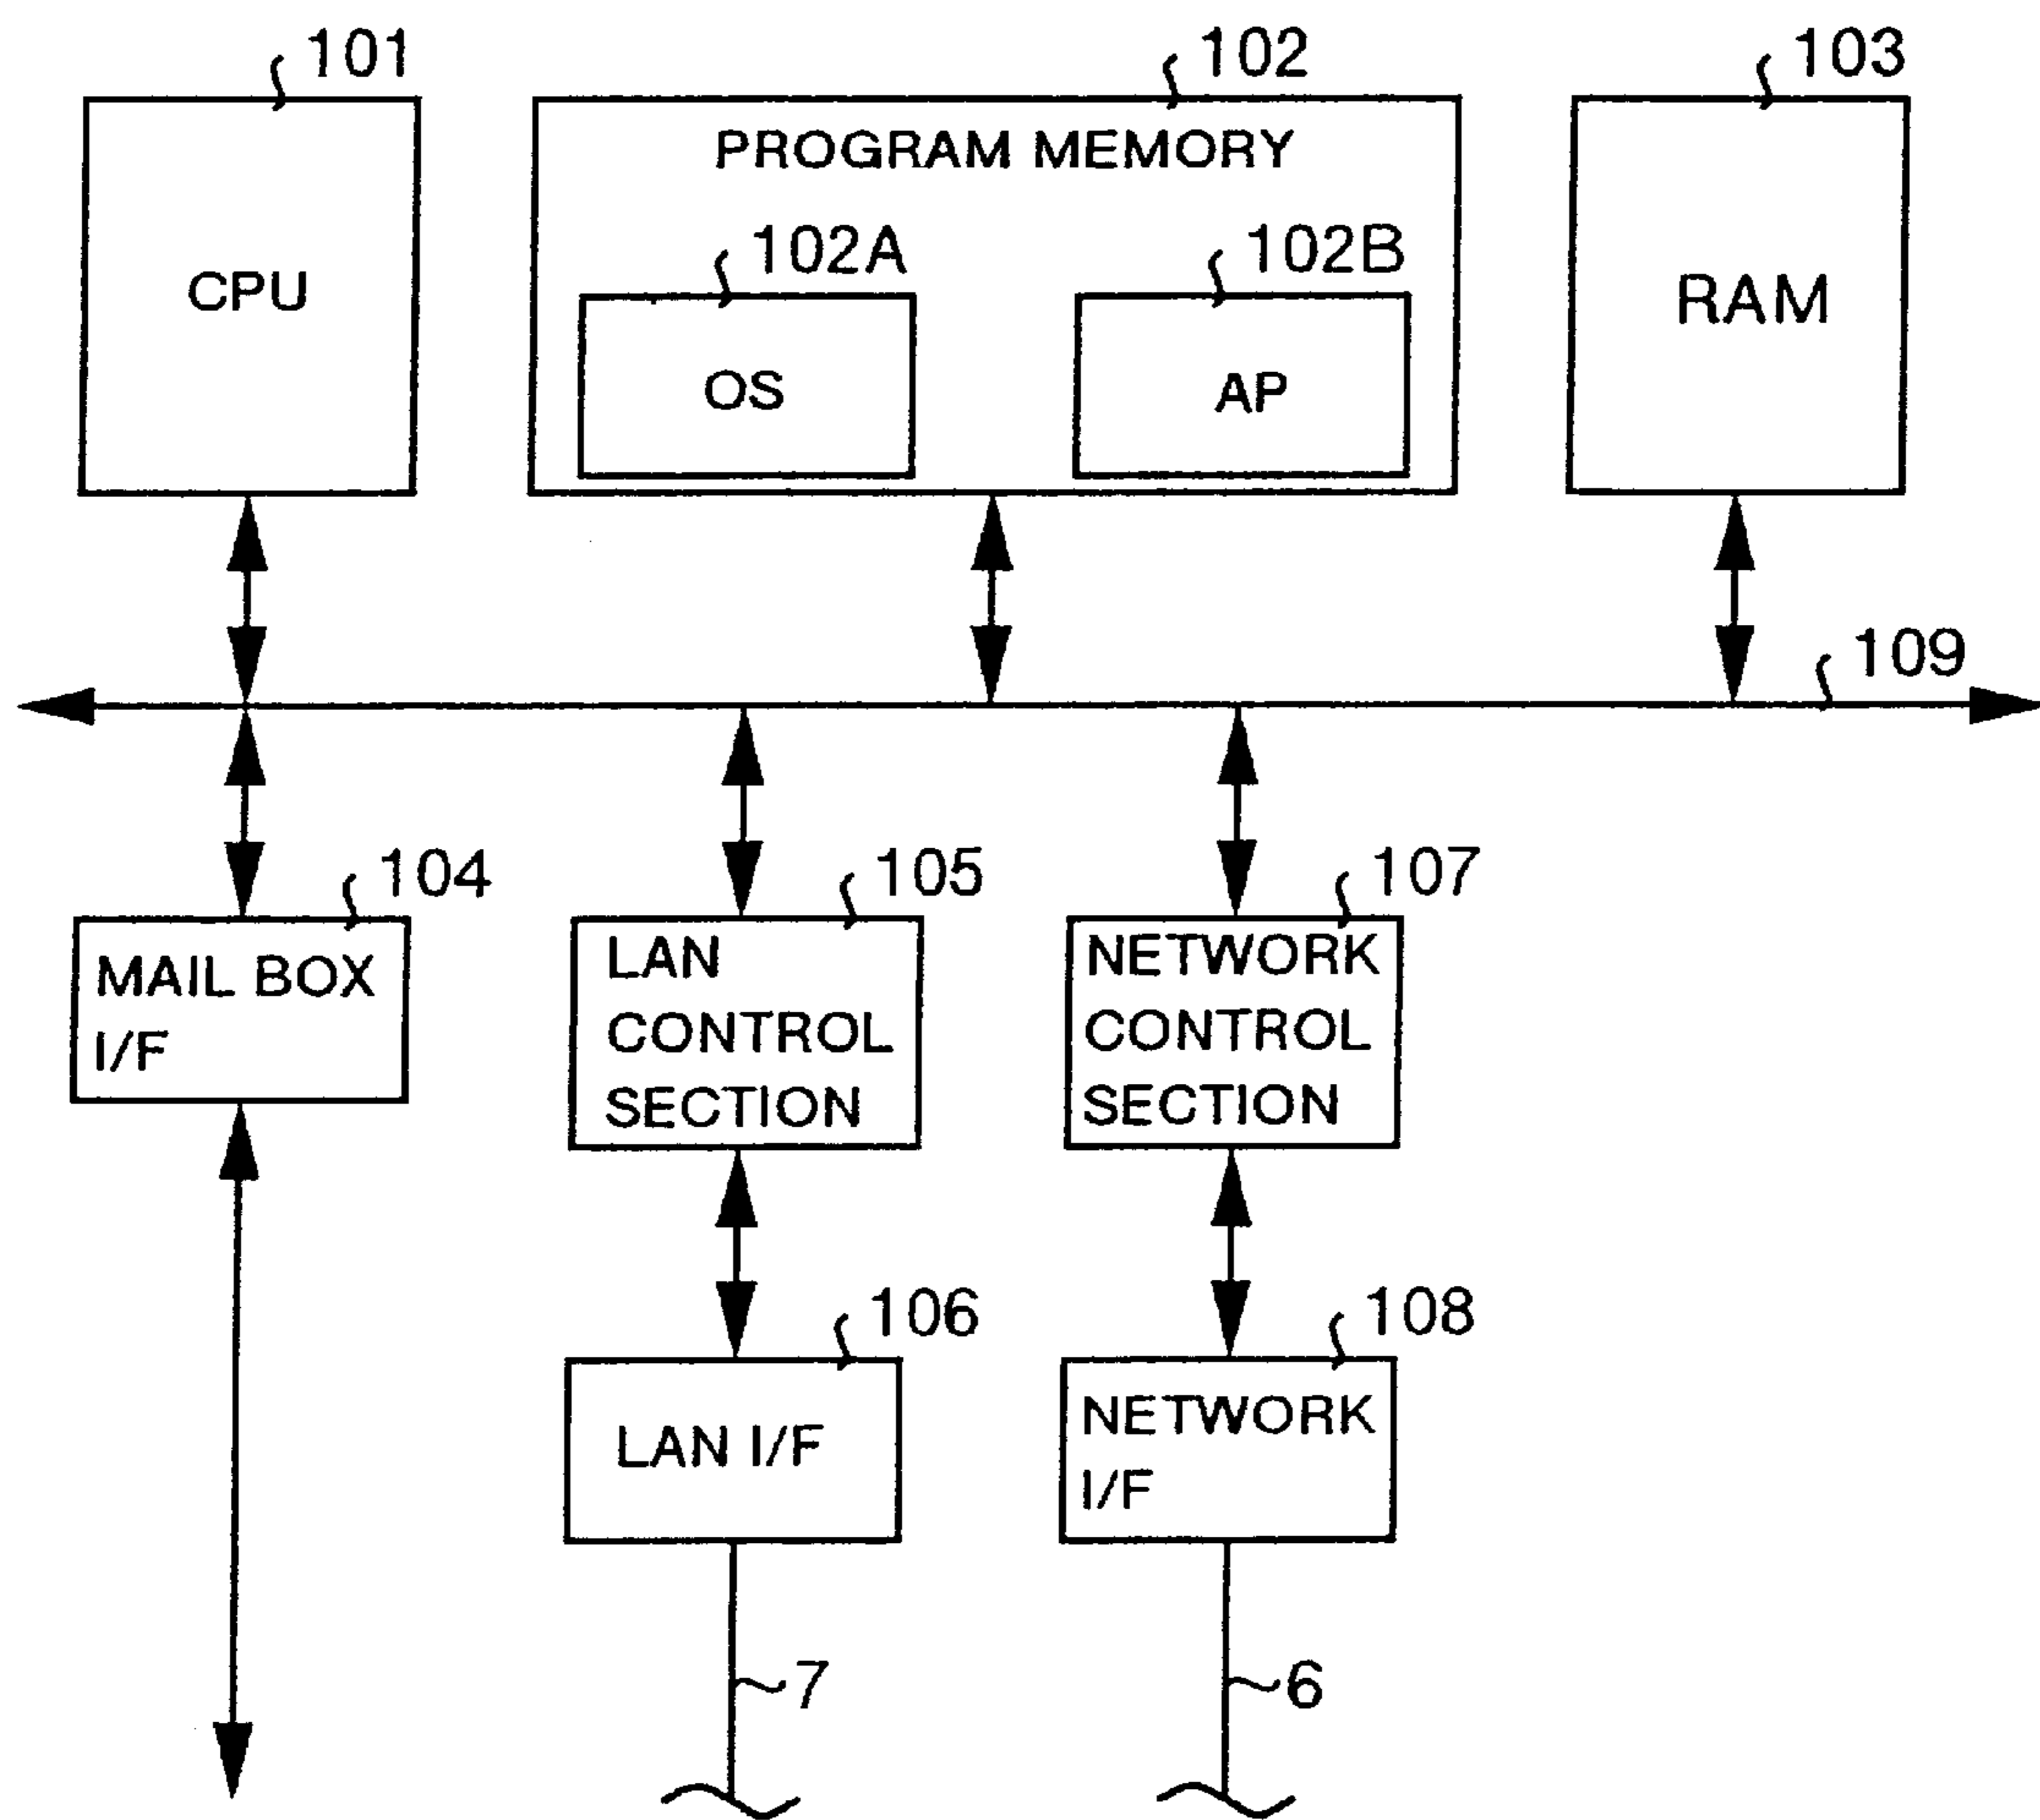 101
102
103
PROGRAM MEMORY
102A
102B
CPU
RAM
OS
AP
109
104
105
107
MAIL BOX
I/F
LAN
CONTROL
SECTION
NETWORK
CONTROL
SECTION
106
108
LAN I/F
NETWORK
I/F
7
6